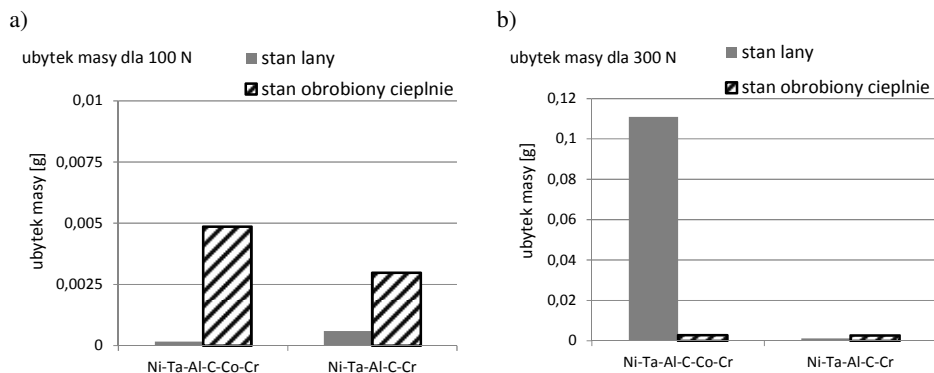 a)
ubytek masy dla 100 N
stan lany
stan obrobiony cieplnie
ubytek masy [g]
0,01
0,0075
0,005
0,0025
0
Ni-Ta-Al-C-Co-Cr
Ni-Ta-Al-C-Cr
b)
ubytek masy dla 300 N
stan lany
stan obrobiony cieplnie
ubytek masy [g]
0,12
0,1
0,08
0,06
0,04
0,02
0
Ni-Ta-Al-C-Co-Cr
Ni-Ta-Al-C-Cr